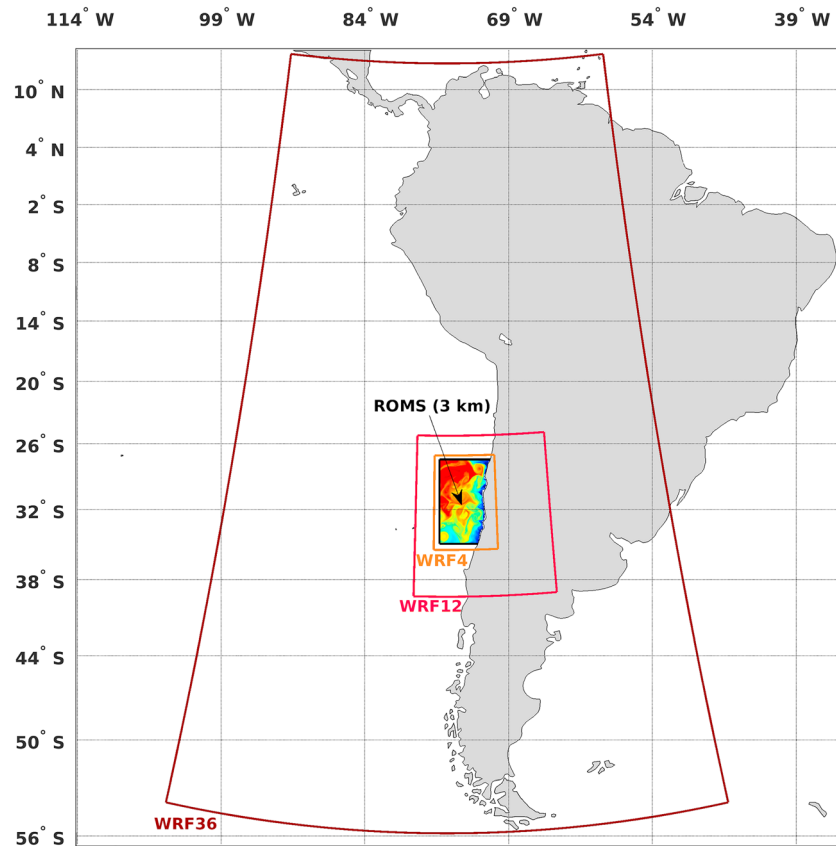 114° W 99° W 84° W 69° W 54° W 39° W
10° N
4° N
2° S
8° S
14° S
20° S
ROMS (3 km)
26° S
32° S
WRF4
38° S
WRF12
44° S
50° S
WRF36
56° S